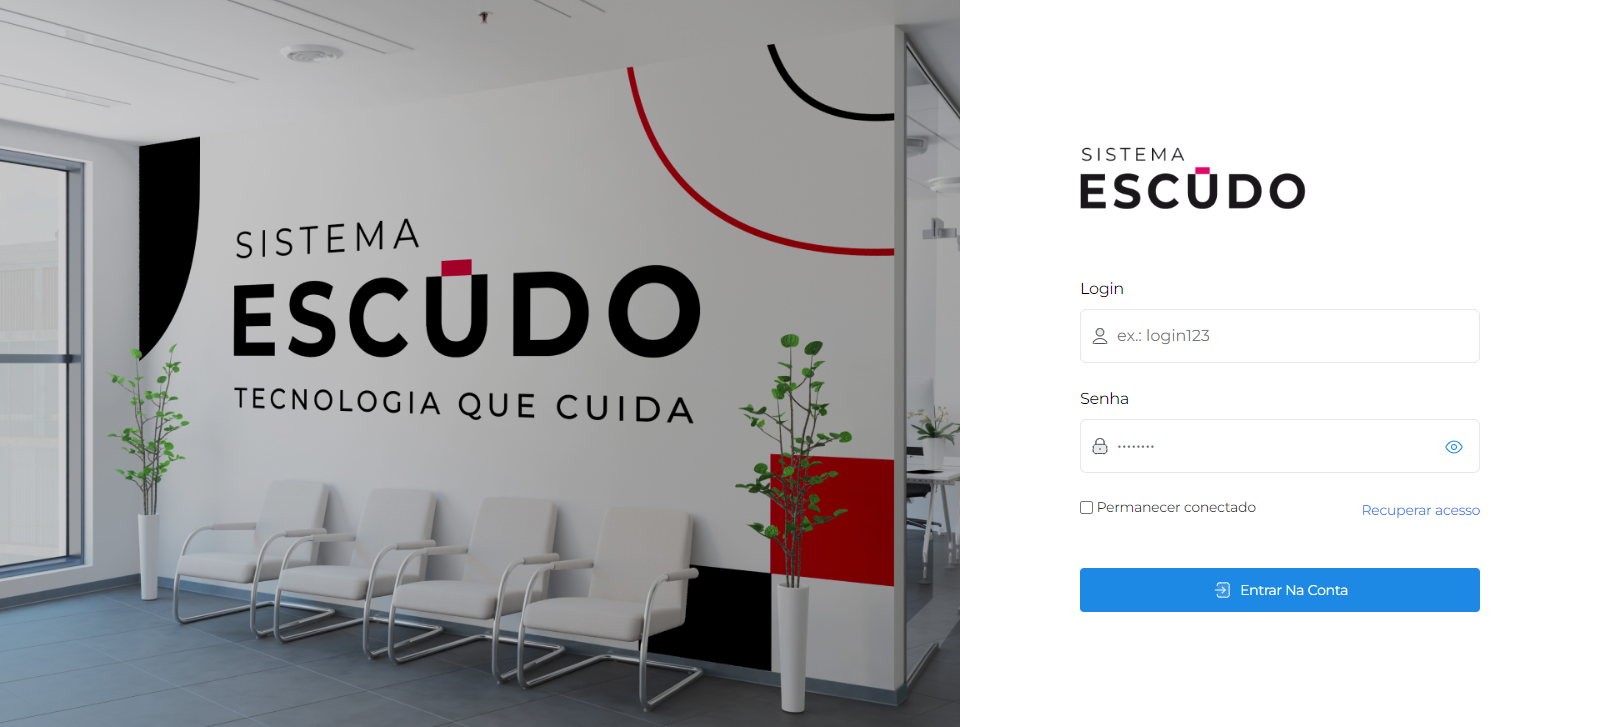 SISTEMA
ESCUDO
TECNOLOGIA QUE CUIDA
SISTEMA
ESCUDO
Login
ex.: login123
Senha
••••••••
Permanecer conectado
Recuperar acesso
Entrar Na Conta